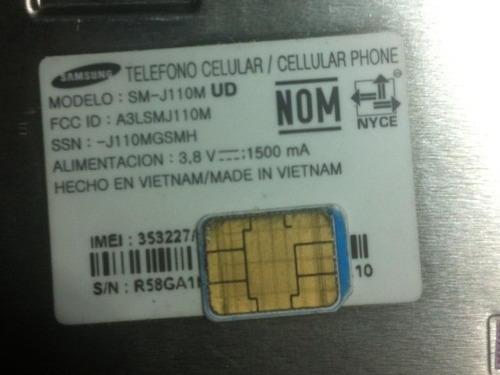 SAMSUNG TELEFONO CELULAR / CELLULAR PHONE
MODELO : SM-J110M UD
FCC ID : A3LSMJ110M
SSN : -J110MGSMH
ALIMENTACION : 3,8 V⎓:1500 mA
HECHO EN VIETNAM/MADE IN VIETNAM
NOM
NYCE
IMEI : 353227/
S/N : R58GA1
.10